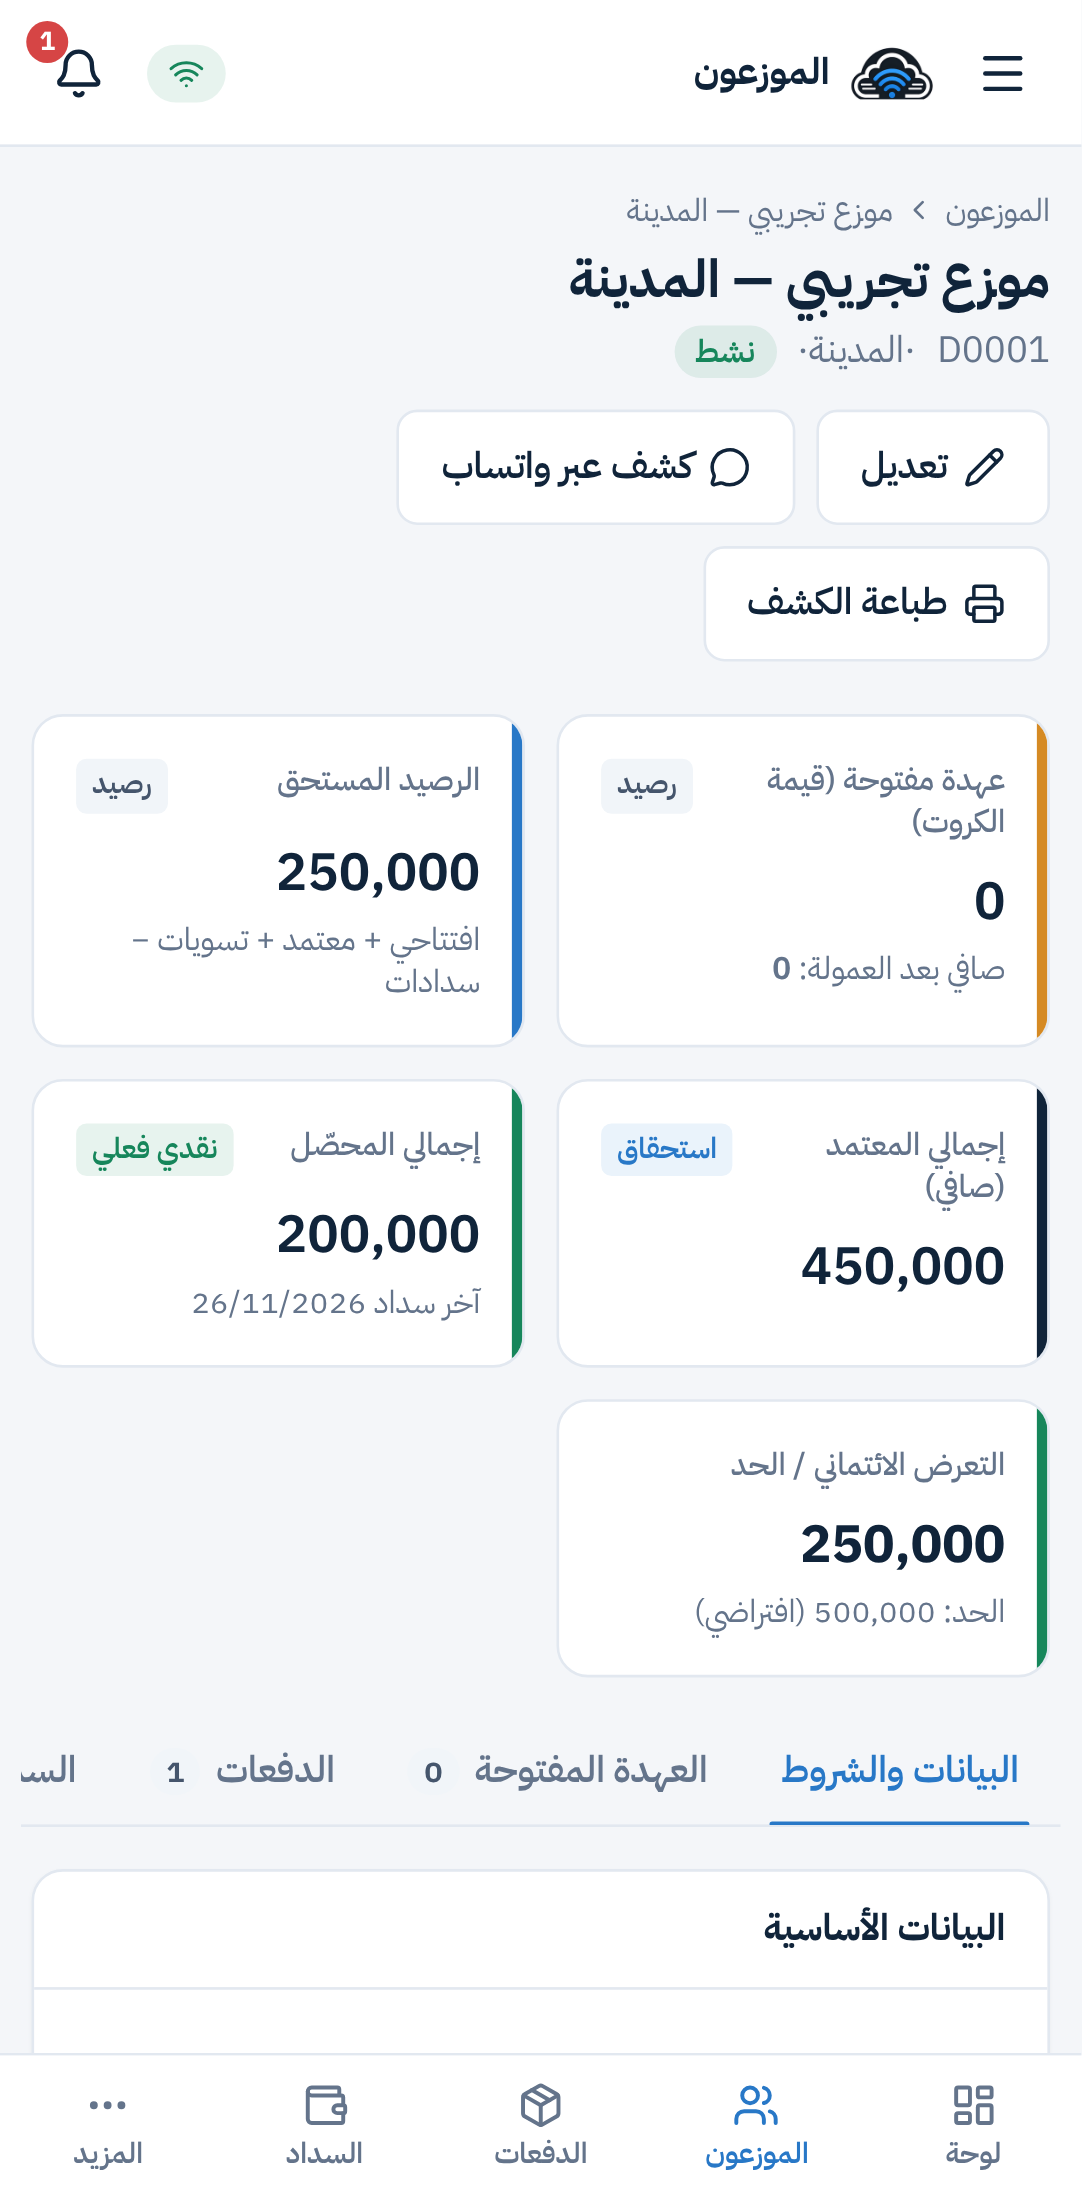 الموزعون
1
الموزعون › موزع تجريبي — المدينة
موزع تجريبي — المدينة
D0001 ·المدينة· نشط
تعديل
كشف عبر واتساب
طباعة الكشف
عهدة مفتوحة (قيمة
الكروت)
رصيد
0
صافي بعد العمولة: 0
الرصيد المستحق
رصيد
250,000
افتتاحي + معتمد + تسويات −
سدادات
إجمالي المعتمد
(صافي)
استحقاق
450,000
إجمالي المحصّل
نقدي فعلي
200,000
آخر سداد 26/11/2026
التعرض الائتماني / الحد
250,000
الحد: 500,000 (افتراضي)
البيانات والشروط
العهدة المفتوحة 0
الدفعات 1
البيانات الأساسية
لوحة
الموزعون
الدفعات
السداد
المزيد